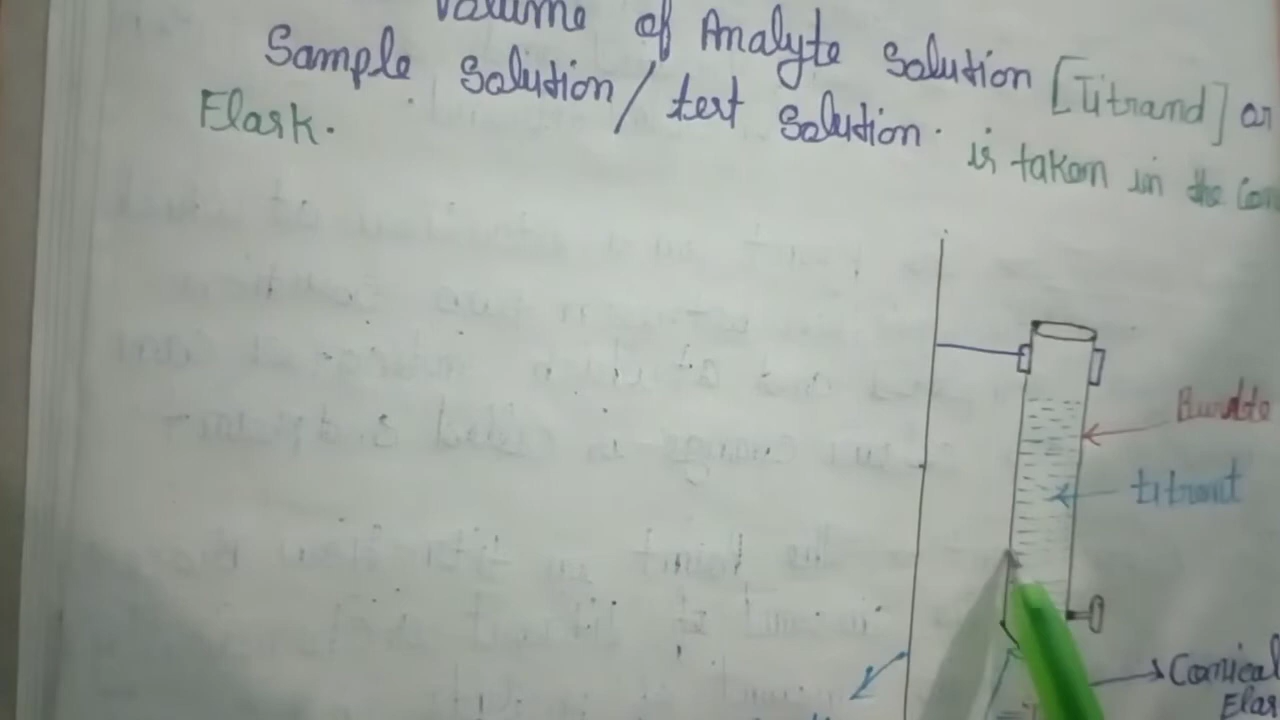 Volume of Analyte Solution [Titrand] or
Sample Solution / test Solution. is taken in the Con
Flask.
Burette
titrant
Conical
Flas